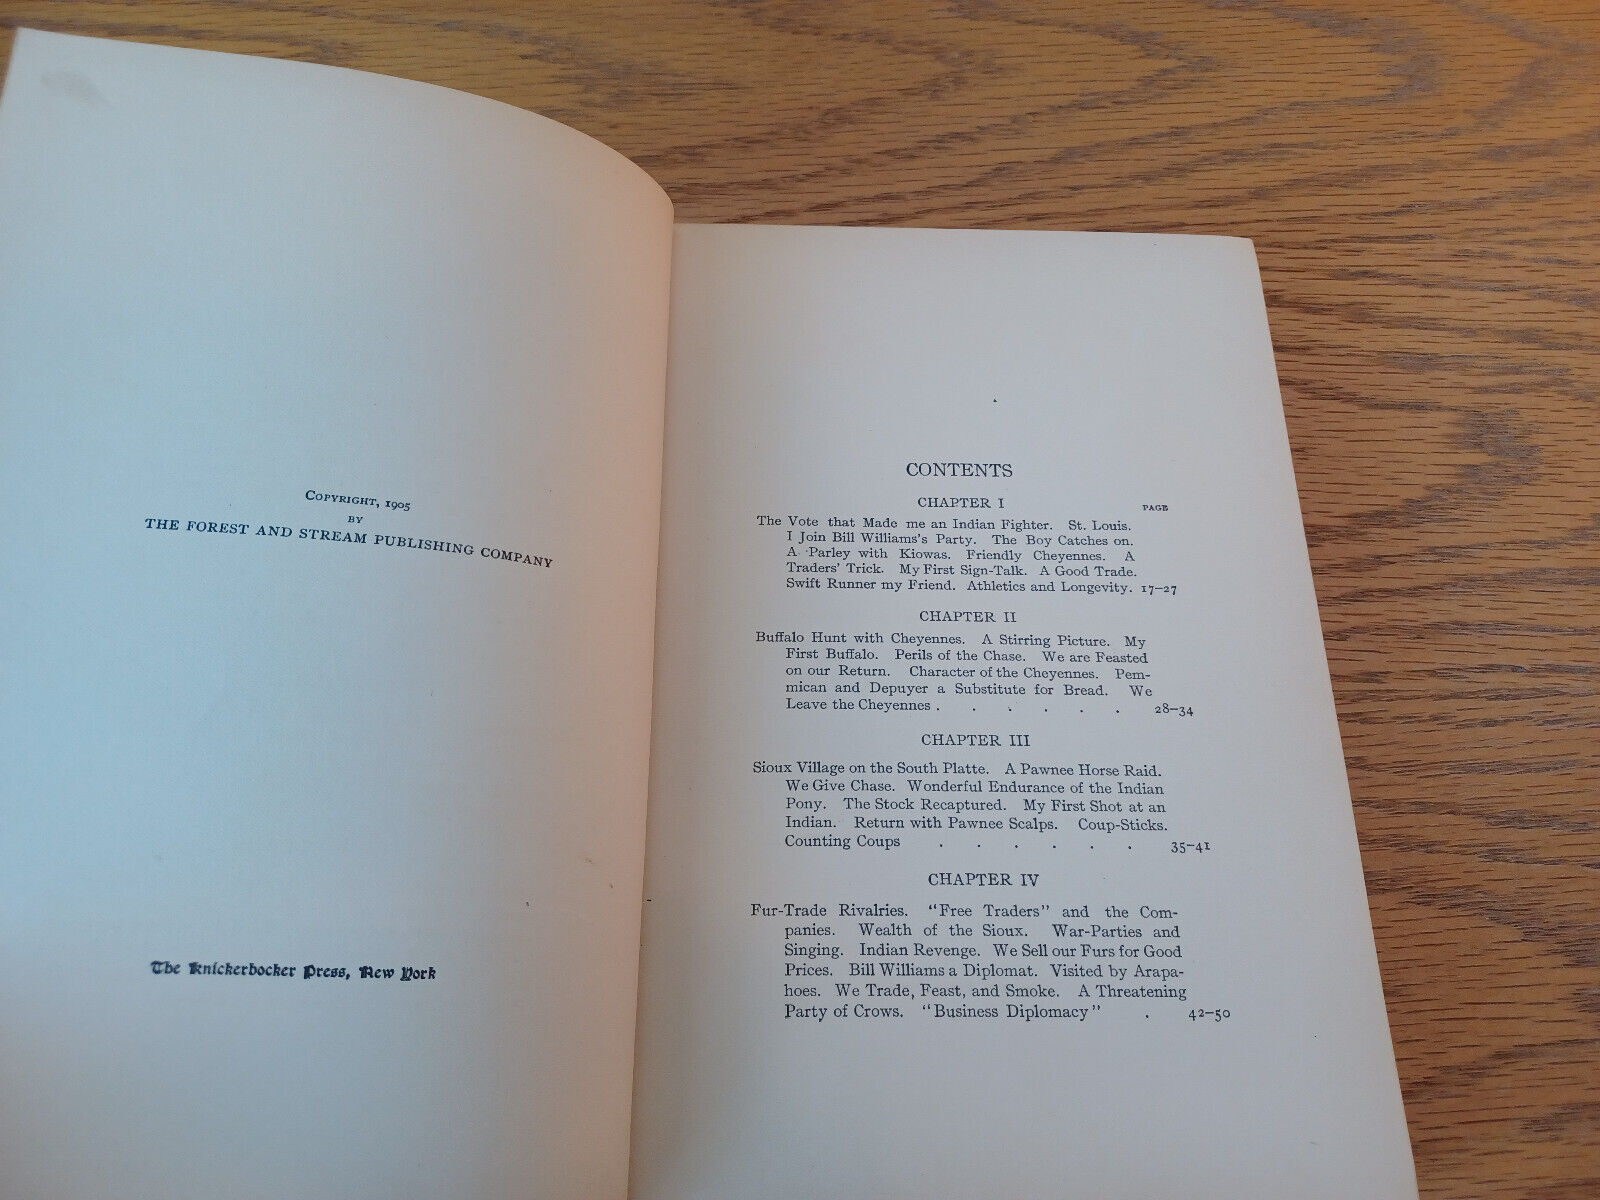 COPYRIGHT, 1905
BY
THE FOREST AND STREAM PUBLISHING COMPANY
The Knickerbocker Press, New York
CONTENTS
CHAPTER I
PAGE
The Vote that Made me an Indian Fighter. St. Louis.
I Join Bill Williams's Party. The Boy Catches on.
A Parley with Kiowas. Friendly Cheyennes. A
Traders' Trick. My First Sign-Talk. A Good Trade.
Swift Runner my Friend. Athletics and Longevity. 17–27
CHAPTER II
Buffalo Hunt with Cheyennes. A Stirring Picture. My
First Buffalo. Perils of the Chase. We are Feasted
on our Return. Character of the Cheyennes. Pem-
mican and Depuyer a Substitute for Bread. We
Leave the Cheyennes . . . . . . 28–34
CHAPTER III
Sioux Village on the South Platte. A Pawnee Horse Raid.
We Give Chase. Wonderful Endurance of the Indian
Pony. The Stock Recaptured. My First Shot at an
Indian. Return with Pawnee Scalps. Coup-Sticks.
Counting Coups . . . . . . 35–41
CHAPTER IV
Fur-Trade Rivalries. "Free Traders" and the Com-
panies. Wealth of the Sioux. War-Parties and
Singing. Indian Revenge. We Sell our Furs for Good
Prices. Bill Williams a Diplomat. Visited by Arapa-
hoes. We Trade, Feast, and Smoke. A Threatening
Party of Crows. "Business Diplomacy" . 42–50